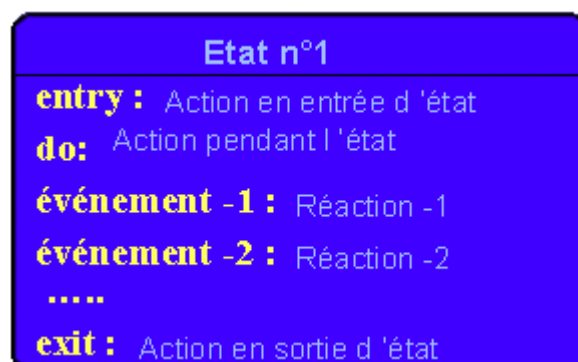 Etat n°1
entry : Action en entrée d 'état
do: Action pendant l 'état
événement -1 : Réaction -1
événement -2 : Réaction -2
.....
exit : Action en sortie d 'état